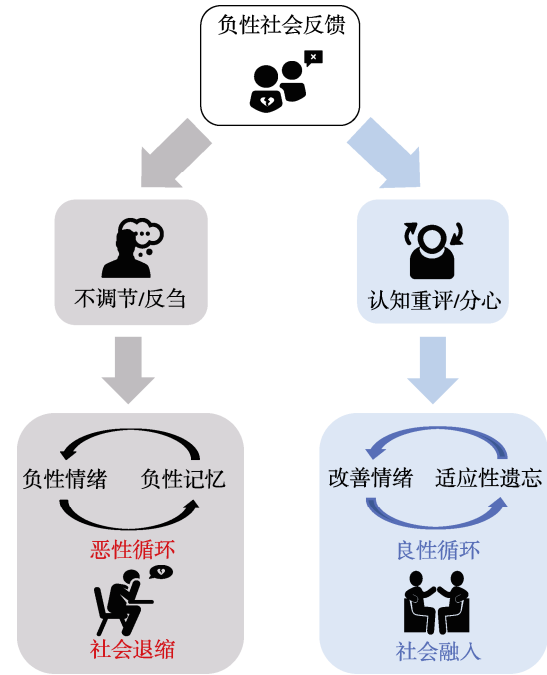 负性社会反馈
不调节/反刍
认知重评/分心
负性情绪
负性记忆
恶性循环
社会退缩
改善情绪
适应性遗忘
良性循环
社会融入